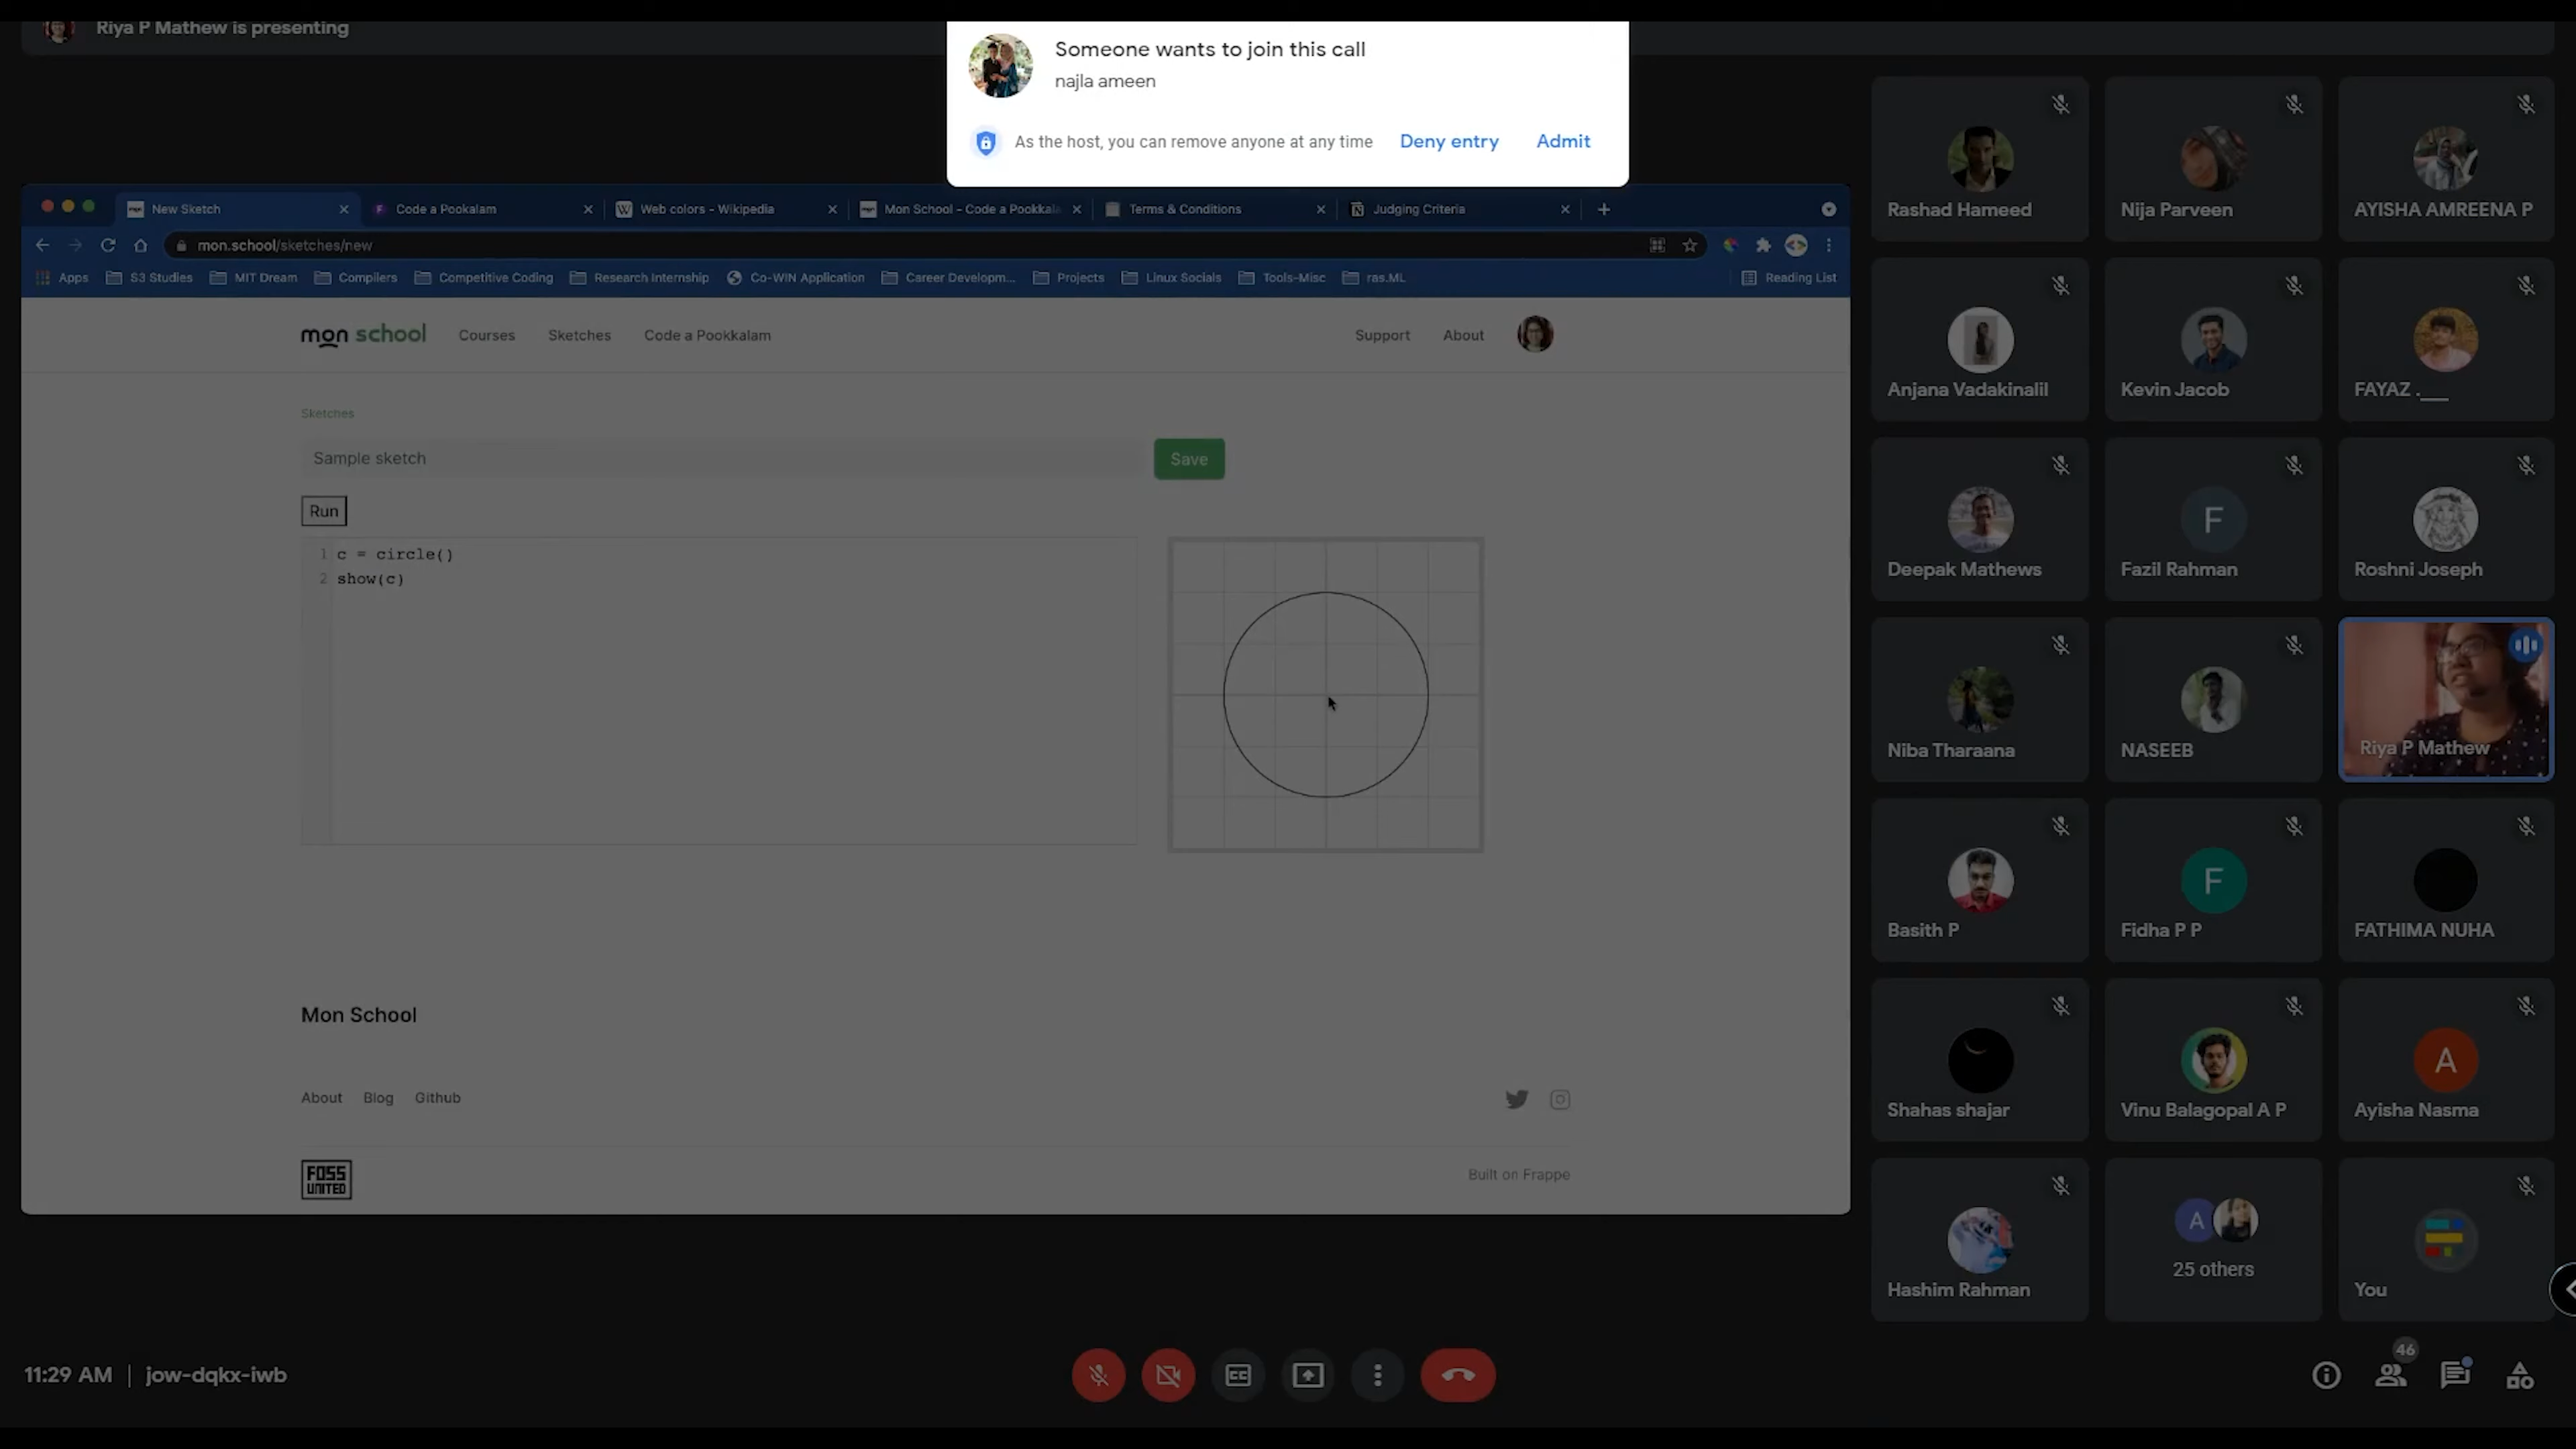 Riya P Mathew is presenting
Someone wants to join this call
najla ameen
As the host, you can remove anyone at any time
Deny entry
Admit
New Sketch
Code a Pookalam
Web colors - Wikipedia
Mon School - Code a Pookkala
Terms & Conditions
Judging Criteria
mon.school/sketches/new
Apps
S3 Studies
MIT Dream
Compilers
Competitive Coding
Research Internship
Co-WIN Application
Career Developm...
Projects
Linux Socials
Tools-Misc
ras.ML
Reading List
mon school
Courses
Sketches
Code a Pookkalam
Support
About
Sketches
Sample sketch
Save
Run
1 c = circle()
2 show(c)
Mon School
About
Blog
Github
FOSS
UNITED
Built on Frappe
Rashad Hameed
Nija Parveen
AYISHA AMREENA P
Anjana Vadakinalil
Kevin Jacob
FAYAZ .___
Deepak Mathews
F
Fazil Rahman
Roshni Joseph
Niba Tharaana
NASEEB
Riya P Mathew
Basith P
F
Fidha P P
FATHIMA NUHA
Shahas shajar
Vinu Balagopal A P
A
Ayisha Nasma
Hashim Rahman
A
25 others
You
11:29 AM | jow-dqkx-iwb
CC
46